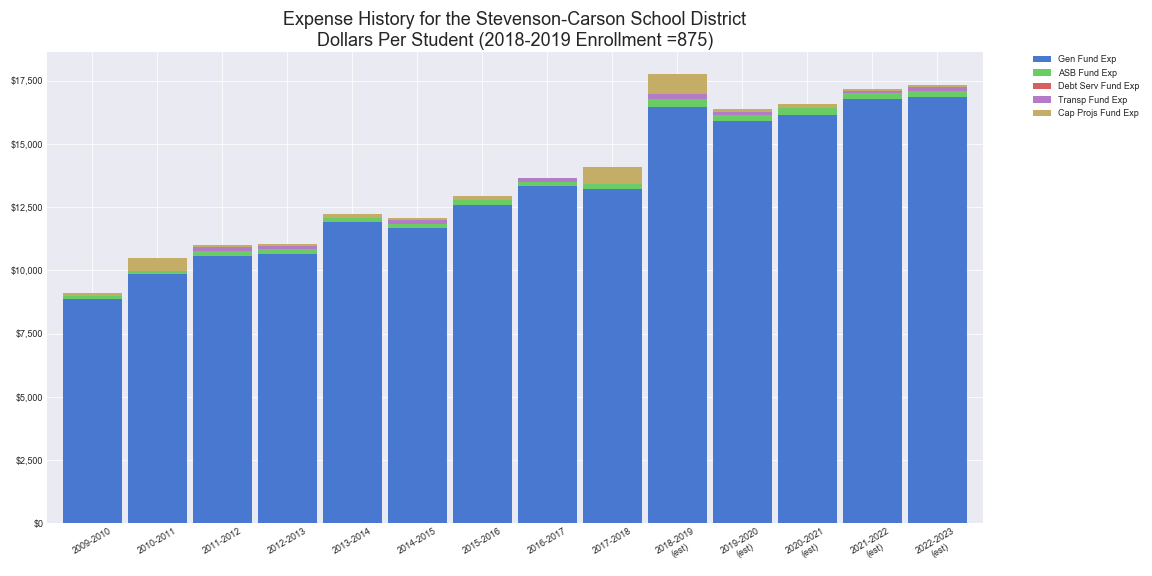 Expense History for the Stevenson-Carson School District
Dollars Per Student (2018-2019 Enrollment =875)
Gen Fund Exp
ASB Fund Exp
Debt Serv Fund Exp
Transp Fund Exp
Cap Projs Fund Exp
$17,500
$15,000
$12,500
$10,000
$7,500
$5,000
$2,500
$0
2009-2010
2010-2011
2011-2012
2012-2013
2013-2014
2014-2015
2015-2016
2016-2017
2017-2018
2018-2019
(est)
2019-2020
(est)
2020-2021
(est)
2021-2022
(est)
2022-2023
(est)